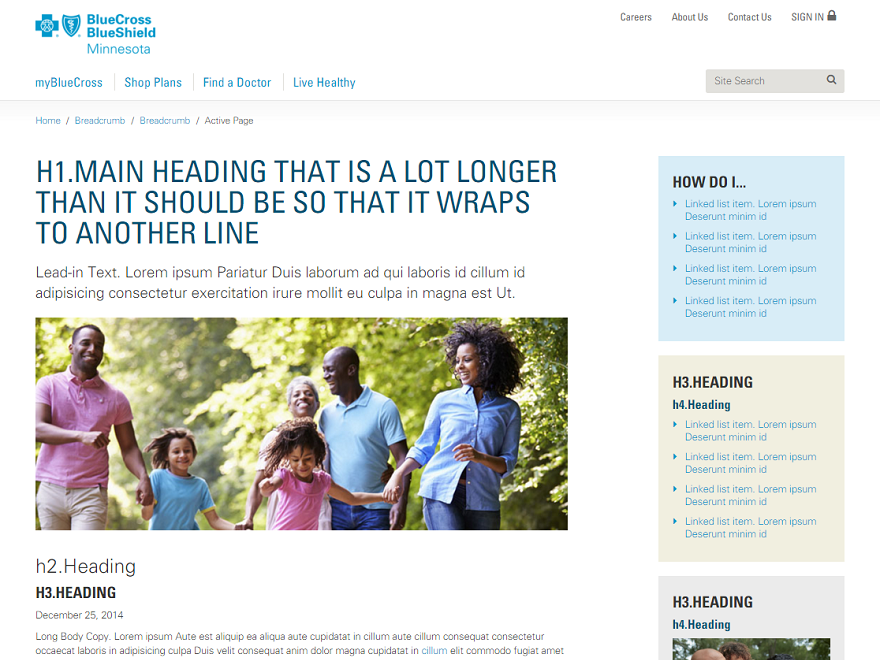 BlueCross
BlueShield
Minnesota
Careers
About Us
Contact Us
SIGN IN
myBlueCross
Shop Plans
Find a Doctor
Live Healthy
Site Search
Home / Breadcrumb / Breadcrumb / Active Page
H1.MAIN HEADING THAT IS A LOT LONGER
THAN IT SHOULD BE SO THAT IT WRAPS
TO ANOTHER LINE
Lead-in Text. Lorem ipsum Pariatur Duis laborum ad qui laboris id cillum id
adipisicing consectetur exercitation irure mollit eu culpa in magna est Ut.
h2.Heading
H3.HEADING
December 25, 2014
Long Body Copy. Lorem ipsum Aute est aliquip ea aliqua aute cupidatat in cillum aute cillum consequat consectetur
occaecat laboris in adipisicing culpa Duis velit consequat anim dolor magna cupidatat in cillum elit commodo fugiat amet
HOW DO I...
Linked list item. Lorem ipsum
Deserunt minim id
Linked list item. Lorem ipsum
Deserunt minim id
Linked list item. Lorem ipsum
Deserunt minim id
Linked list item. Lorem ipsum
Deserunt minim id
H3.HEADING
h4.Heading
Linked list item. Lorem ipsum
Deserunt minim id
Linked list item. Lorem ipsum
Deserunt minim id
Linked list item. Lorem ipsum
Deserunt minim id
Linked list item. Lorem ipsum
Deserunt minim id
H3.HEADING
h4.Heading